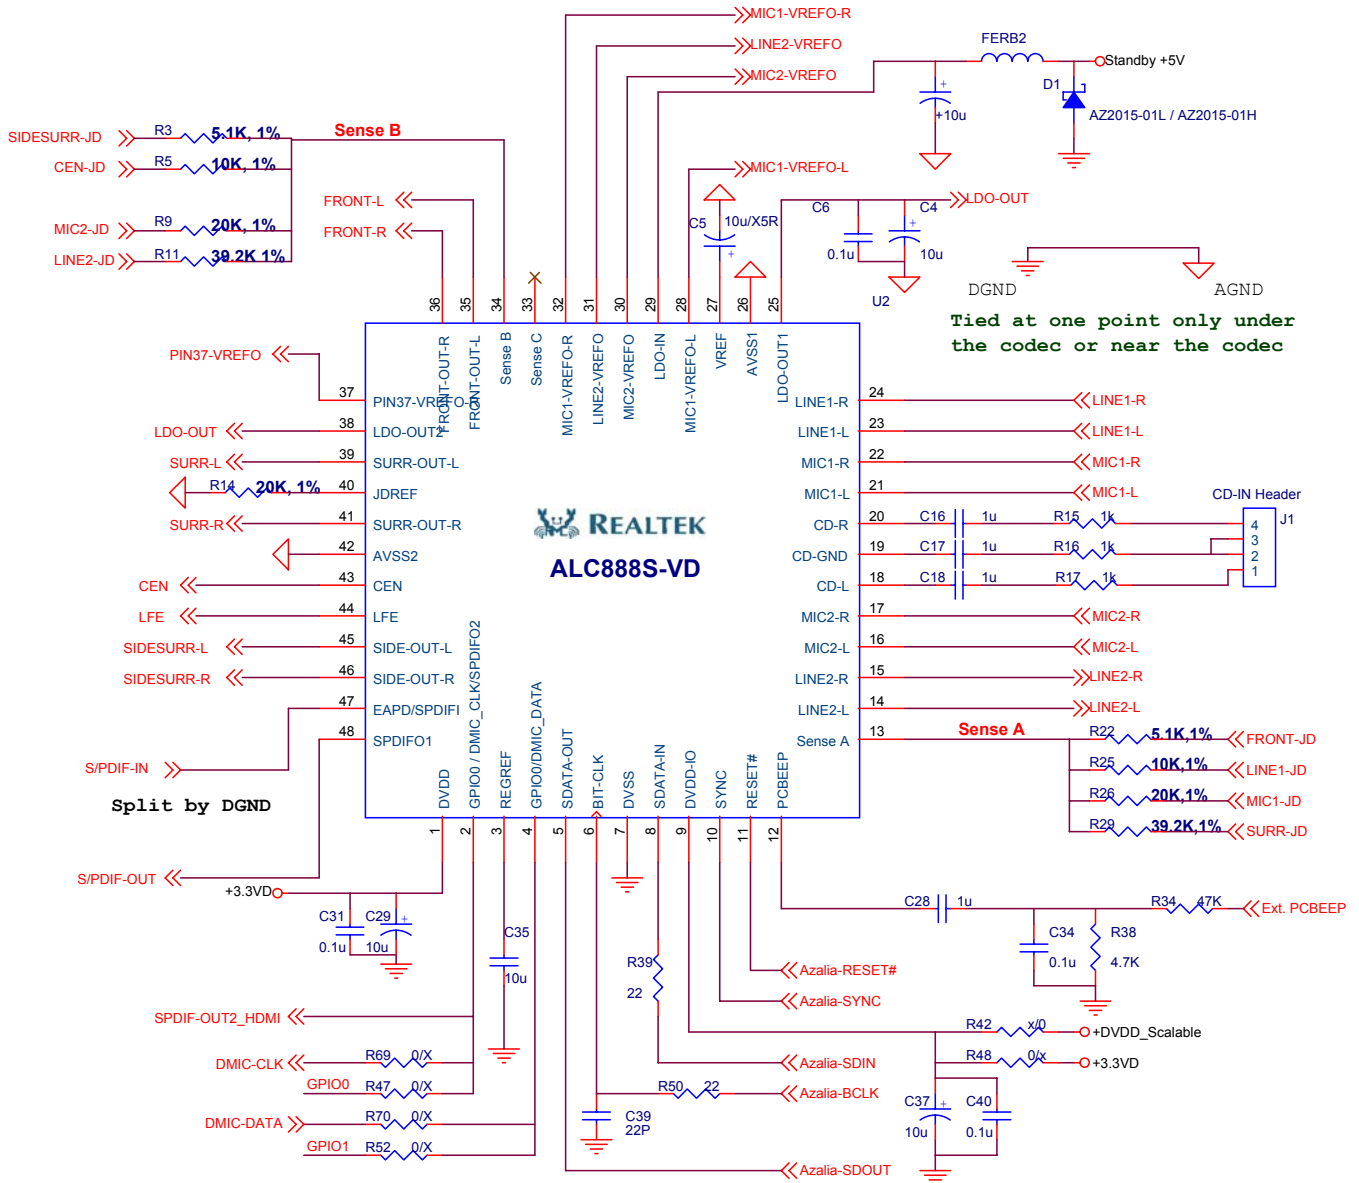 MIC1-VREFO-R
LINE2-VREFO
MIC2-VREFO
FERB2
Standby +5V
D1
+10u
AZ2015-01L / AZ2015-01H
SIDESURR-JD
R3
5.1K, 1%
Sense B
CEN-JD
R5
10K, 1%
MIC2-JD
R9
20K, 1%
LINE2-JD
R11
39.2K 1%
FRONT-L
FRONT-R
MIC1-VREFO-L
C5
10u/X5R
C6
0.1u
C4
10u
LDO-OUT
U2
DGND
AGND
Tied at one point only under
the codec or near the codec
36
35
34
33
32
31
30
29
28
27
26
25
FRONT-OUT-R
FRONT-OUT-L
Sense B
Sense C
MIC1-VREFO-R
LINE2-VREFO
MIC2-VREFO
LDO-IN
MIC1-VREFO-L
VREF
AVSS1
LDO-OUT1
PIN37-VREFO
37
PIN37-VREFO-R
LDO-OUT
38
LDO-OUT2
SURR-L
39
SURR-OUT-L
R14
20K, 1%
40
JDREF
SURR-R
41
SURR-OUT-R
42
AVSS2
CEN
43
CEN
LFE
44
LFE
SIDESURR-L
45
SIDE-OUT-L
SIDESURR-R
46
SIDE-OUT-R
47
EAPD/SPDIFI
48
SPDIFO1
S/PDIF-IN
Split by DGND
S/PDIF-OUT
REALTEK
ALC888S-VD
LINE1-R
24
LINE1-R
LINE1-L
23
LINE1-L
MIC1-R
22
MIC1-R
MIC1-L
21
MIC1-L
CD-R
20
C16
1u
R15
1k
CD-GND
19
C17
1u
R16
1k
CD-L
18
C18
1u
R17
1k
CD-IN Header
J1
4
3
2
1
MIC2-R
17
MIC2-R
MIC2-L
16
MIC2-L
LINE2-R
15
LINE2-R
LINE2-L
14
LINE2-L
Sense A
13
Sense A
R22
5.1K,1%
FRONT-JD
R25
10K,1%
LINE1-JD
R26
20K,1%
MIC1-JD
R29
39.2K,1%
SURR-JD
DVDD
GPIO0 / DMIC_CLK/SPDIFO2
REGREF
GPIO0/DMIC_DATA
SDATA-OUT
BIT-CLK
DVSS
SDATA-IN
DVDD-IO
SYNC
RESET#
PCBEEP
1
2
3
4
5
6
7
8
9
10
11
12
+3.3VD
C31
0.1u
C29
10u
C35
10u
R39
22
C28
1u
R34
47K
Ext. PCBEEP
C34
0.1u
R38
4.7K
Azalia-RESET#
Azalia-SYNC
SPDIF-OUT2_HDMI
R42
x/0
+DVDD_Scalable
DMIC-CLK
R69
0/X
Azalia-SDIN
R48
0/x
+3.3VD
GPIO0
R47
0/X
R50
22
Azalia-BCLK
C37
10u
C40
0.1u
DMIC-DATA
R70
0/X
C39
22P
GPIO1
R52
0/X
Azalia-SDOUT